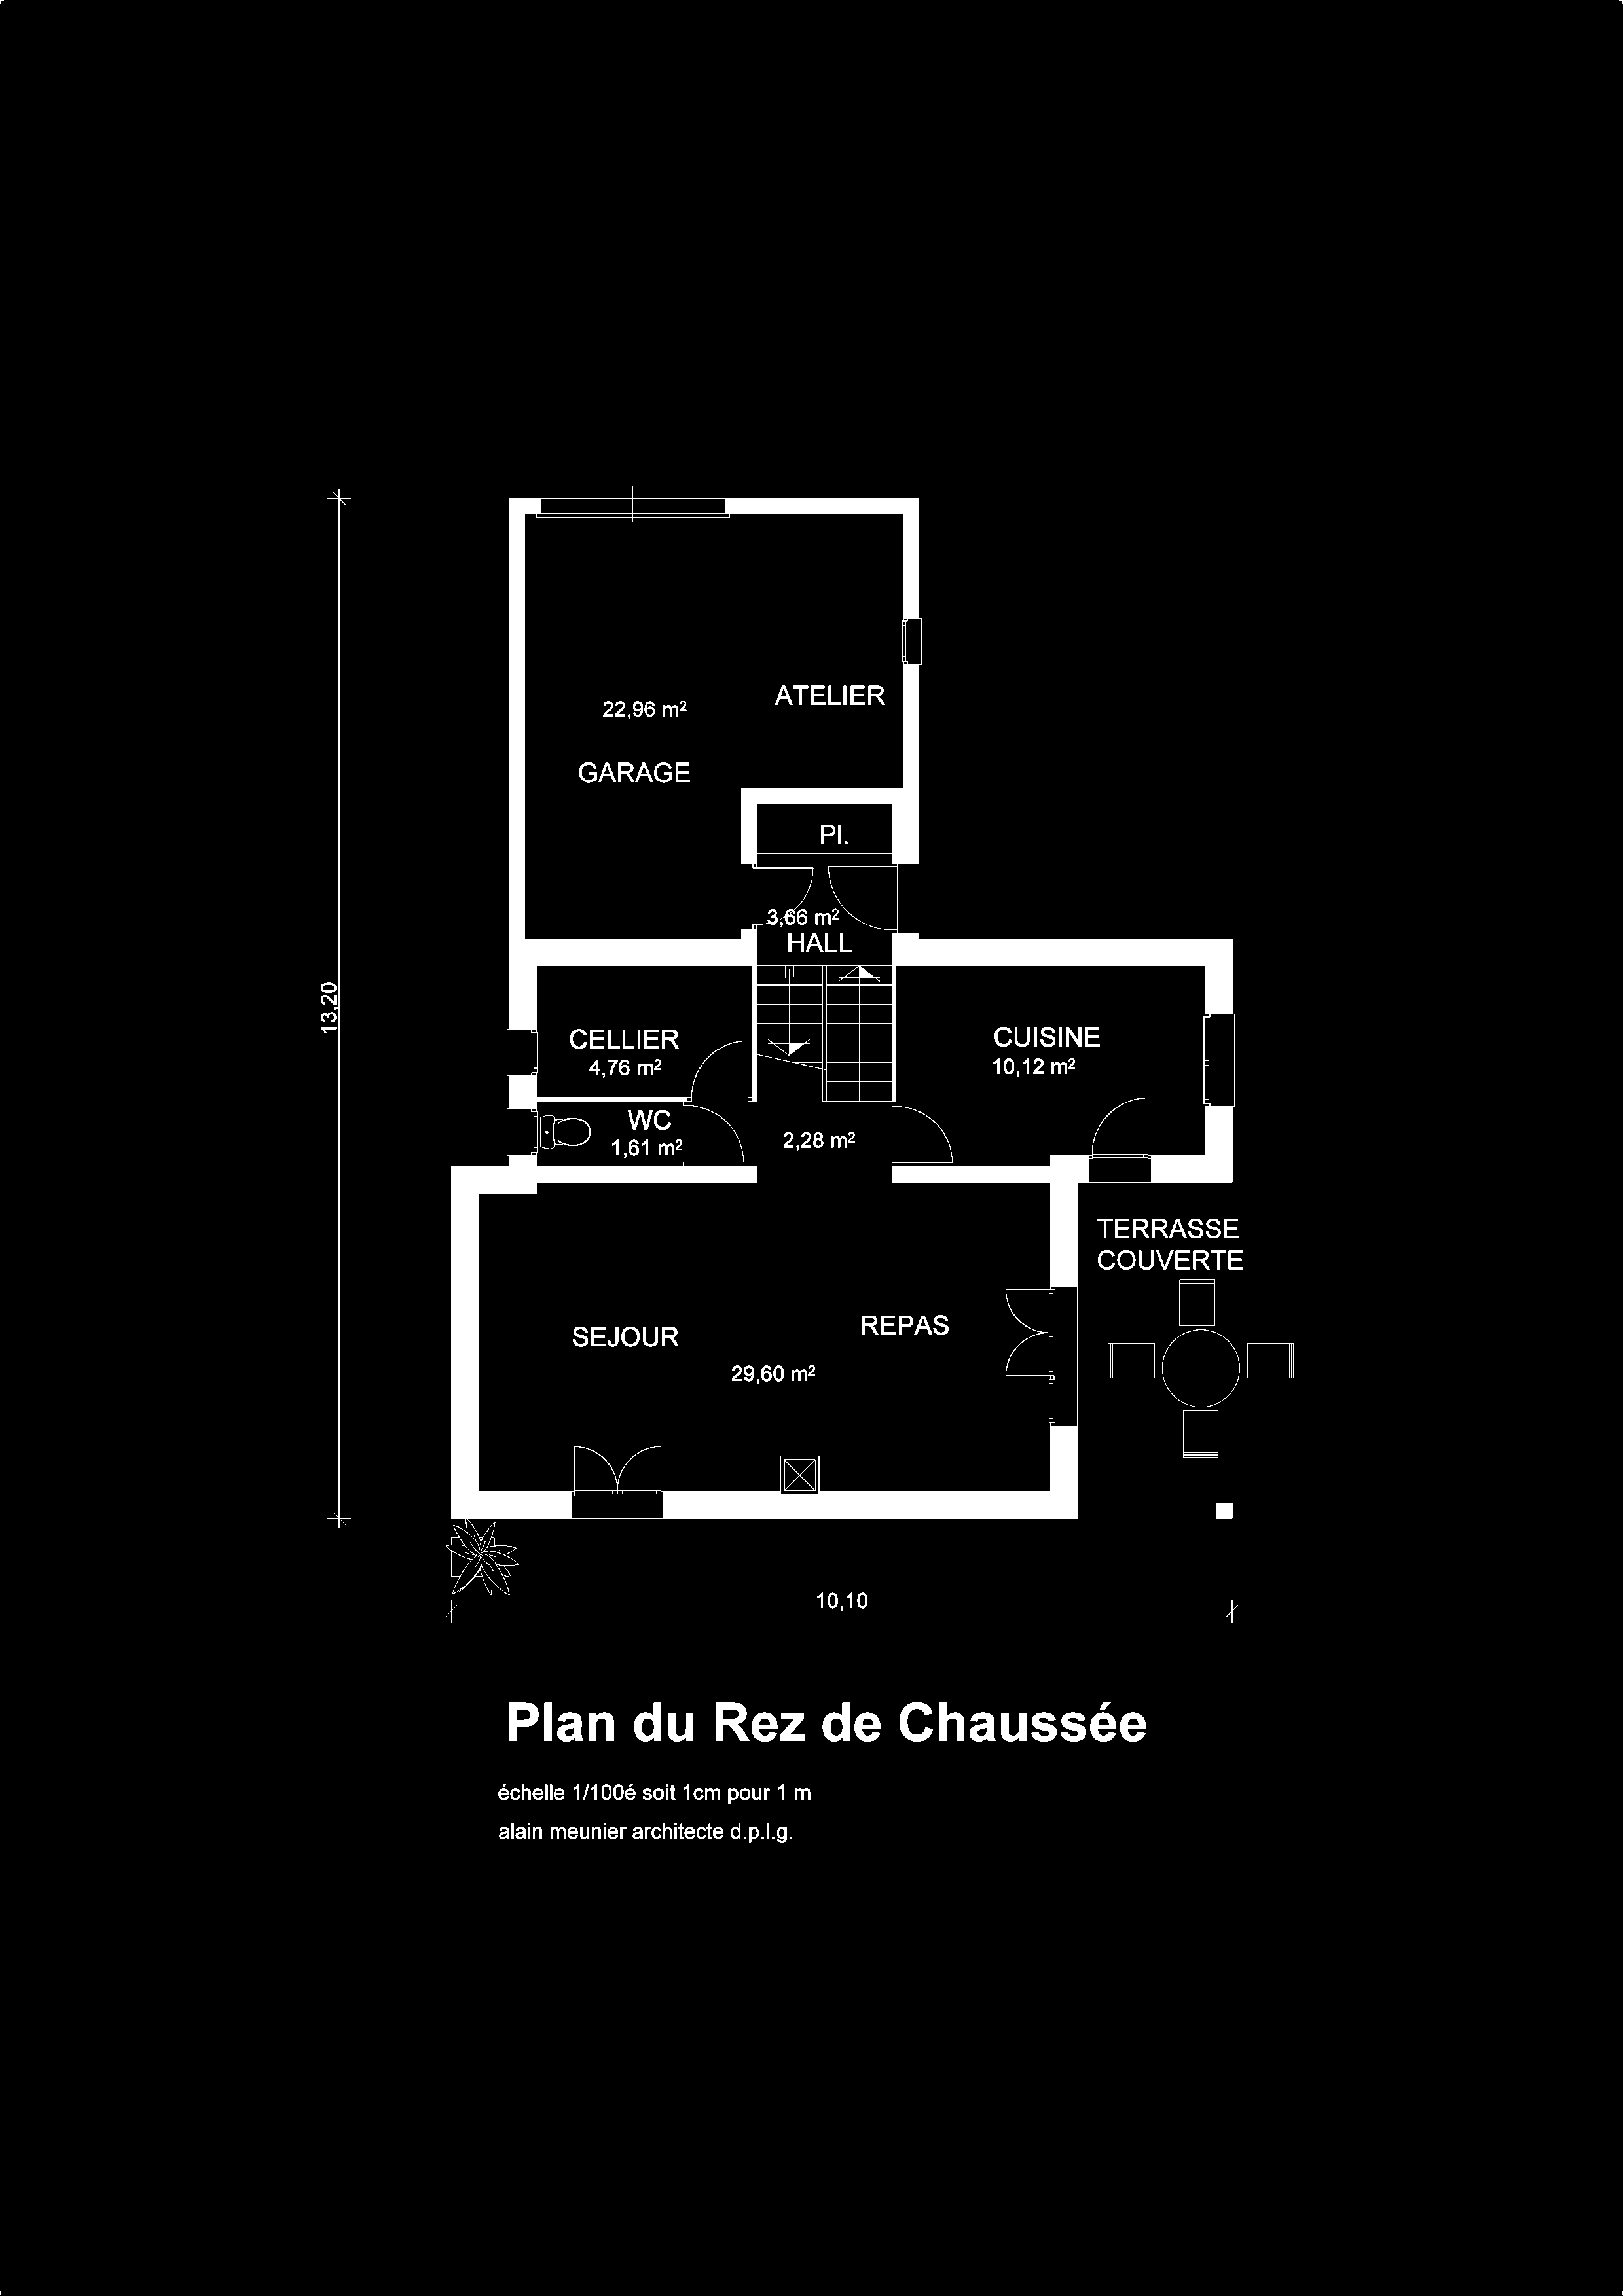 ATELIER
22,96 m²
GARAGE
Pl.
3,66 m²
HALL
13,20
CELLIER
4,76 m²
CUISINE
10,12 m²
WC
1,61 m²
2,28 m²
TERRASSE
COUVERTE
SEJOUR
REPAS
29,60 m²
10,10
Plan du Rez de Chaussée
échelle 1/100é soit 1cm pour 1 m
alain meunier architecte d.p.l.g.